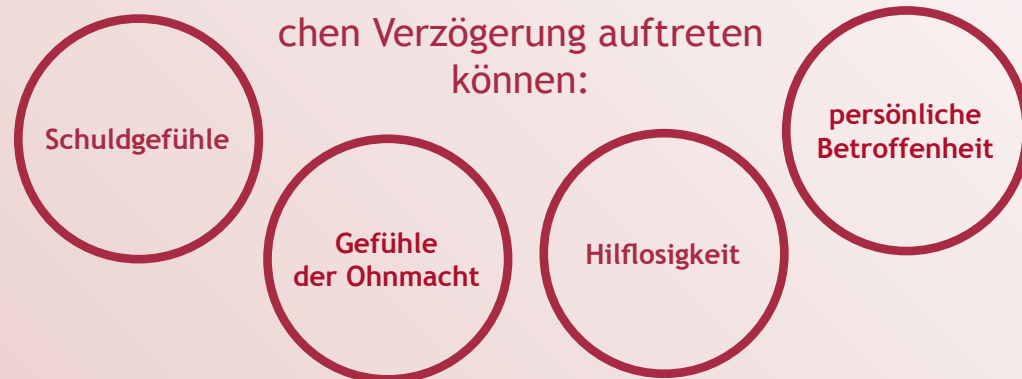 chen Verzögerung auftreten
können:
Schuldgefühle
Gefühle
der Ohnmacht
Hilflosigkeit
persönliche
Betroffenheit